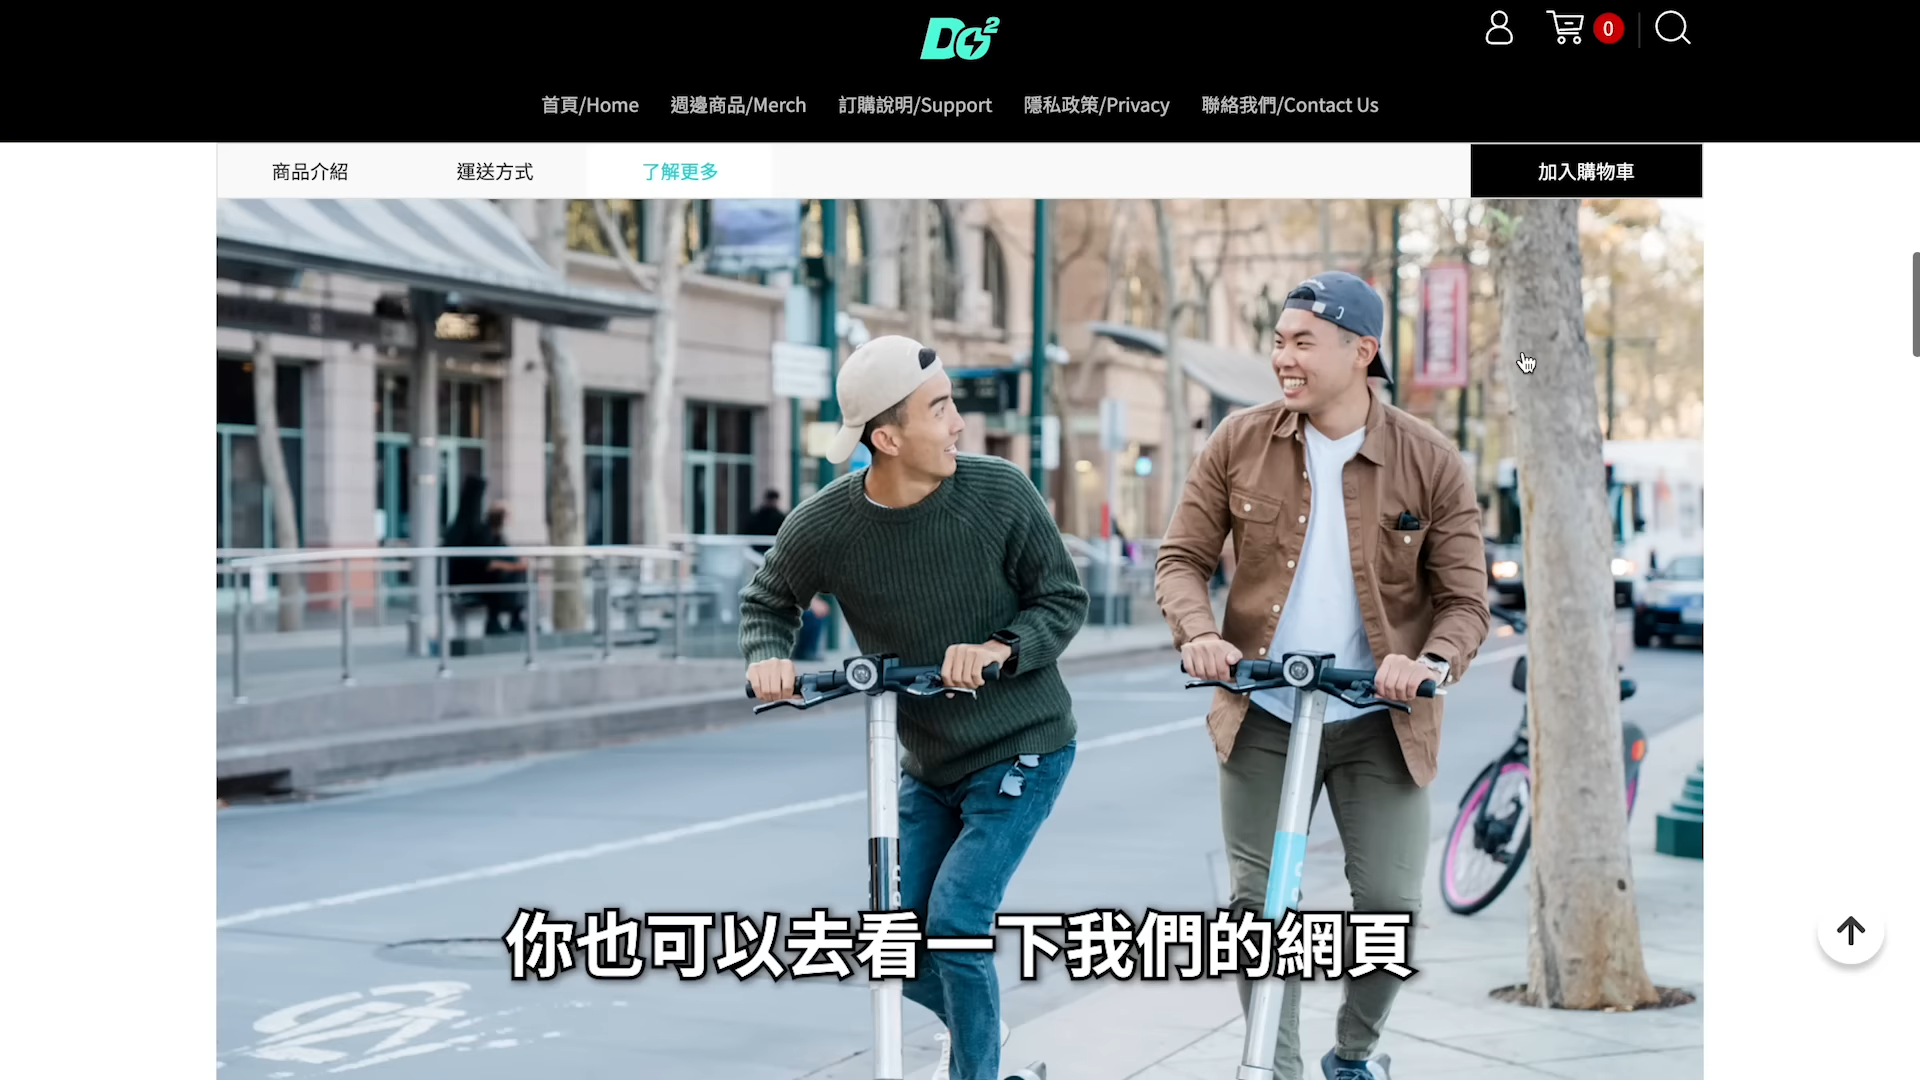 DO²
0
首頁/Home 週邊商品/Merch 訂購說明/Support 隱私政策/Privacy 聯絡我們/Contact Us
商品介紹 運送方式 了解更多 加入購物車
你也可以去看一下我們的網頁